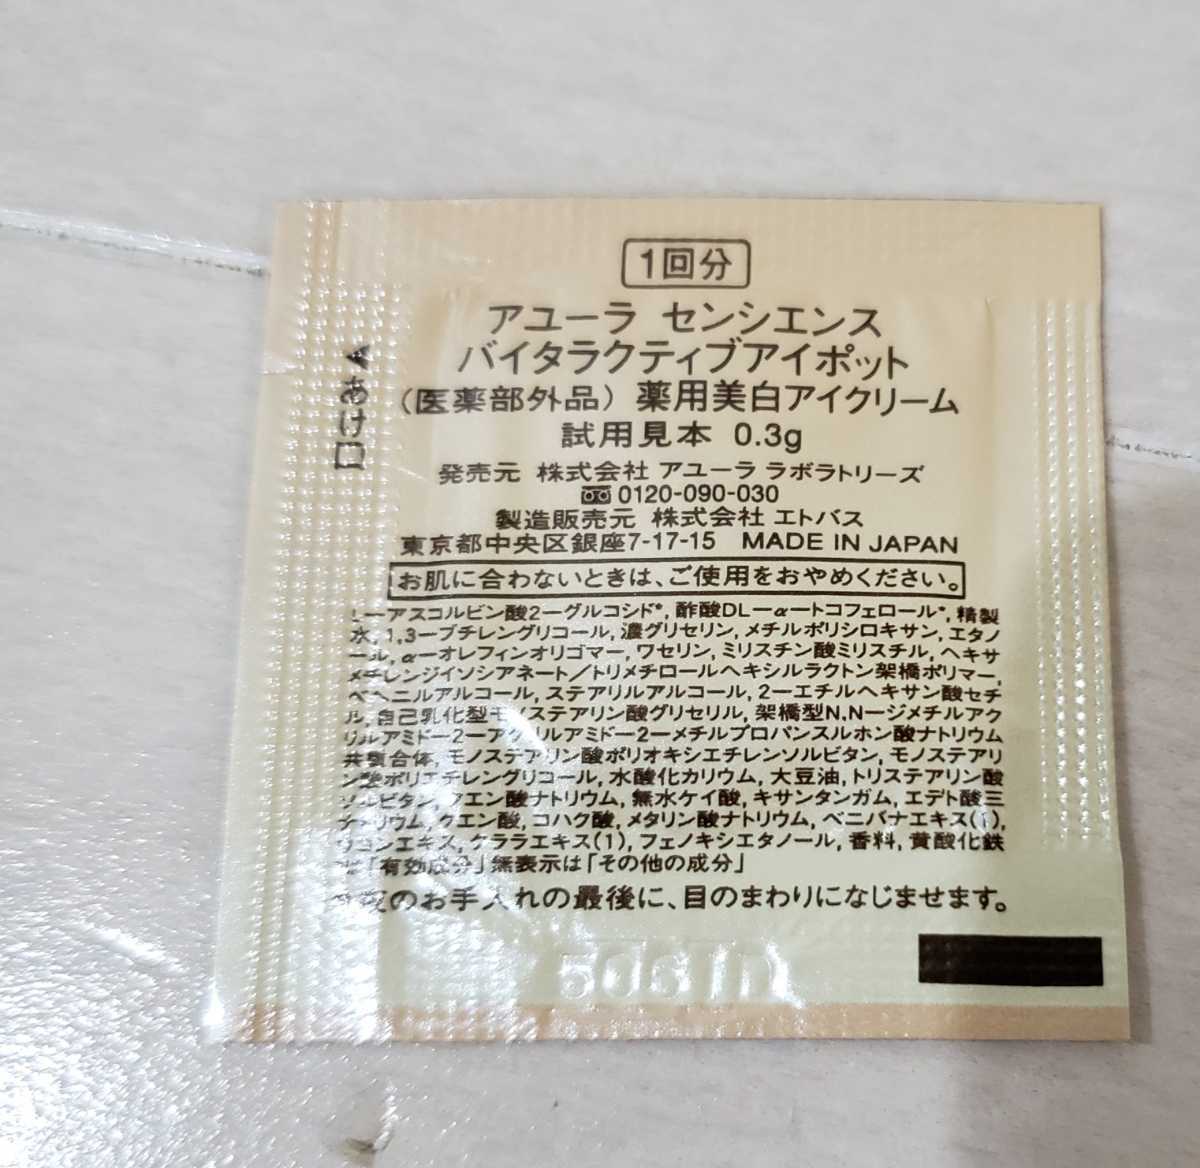 1回分
アユーラ センシエンス
バイタラクティブアイポット
（医薬部外品）薬用美白アイクリーム
試用見本 0.3g
発売元 株式会社 アユーラ ラボラトリーズ
0120-090-030
製造販売元 株式会社 エトバス
東京都中央区銀座7-17-15 MADE IN JAPAN
お肌に合わないときは、ご使用をおやめください。
L－アスコルビン酸2－グルコシド*, 酢酸DL－α－トコフェロール*, 精製
水, 1,3－ブチレングリコール, 濃グリセリン, メチルポリシロキサン, エタノ
ール, α－オレフィンオリゴマー, ワセリン, ミリスチン酸ミリスチル, ヘキサ
メチレンジイソシアネート／トリメチロールヘキシルラクトン架橋ポリマー,
ベヘニルアルコール, ステアリルアルコール, 2－エチルヘキサン酸セチ
ル, 自己乳化型モノステアリン酸グリセリル, 架橋型N,N－ジメチルアク
リルアミド－2－アクリルアミド－2－メチルプロパンスルホン酸ナトリウム
共重合体, モノステアリン酸ポリオキシエチレンソルビタン, モノステアリ
ン酸ポリエチレングリコール, 水酸化カリウム, 大豆油, トリステアリン酸
ソルビタン, クエン酸ナトリウム, 無水ケイ酸, キサンタンガム, エデト酸三
ナトリウム, クエン酸, コハク酸, メタリン酸ナトリウム, ベニバナエキス(1),
ウコンエキス, ケララエキス(1), フェノキシエタノール, 香料, 黄酸化鉄
は「有効成分」無表示は「その他の成分」
夜のお手入れの最後に、目のまわりになじませます。
▲あけ口